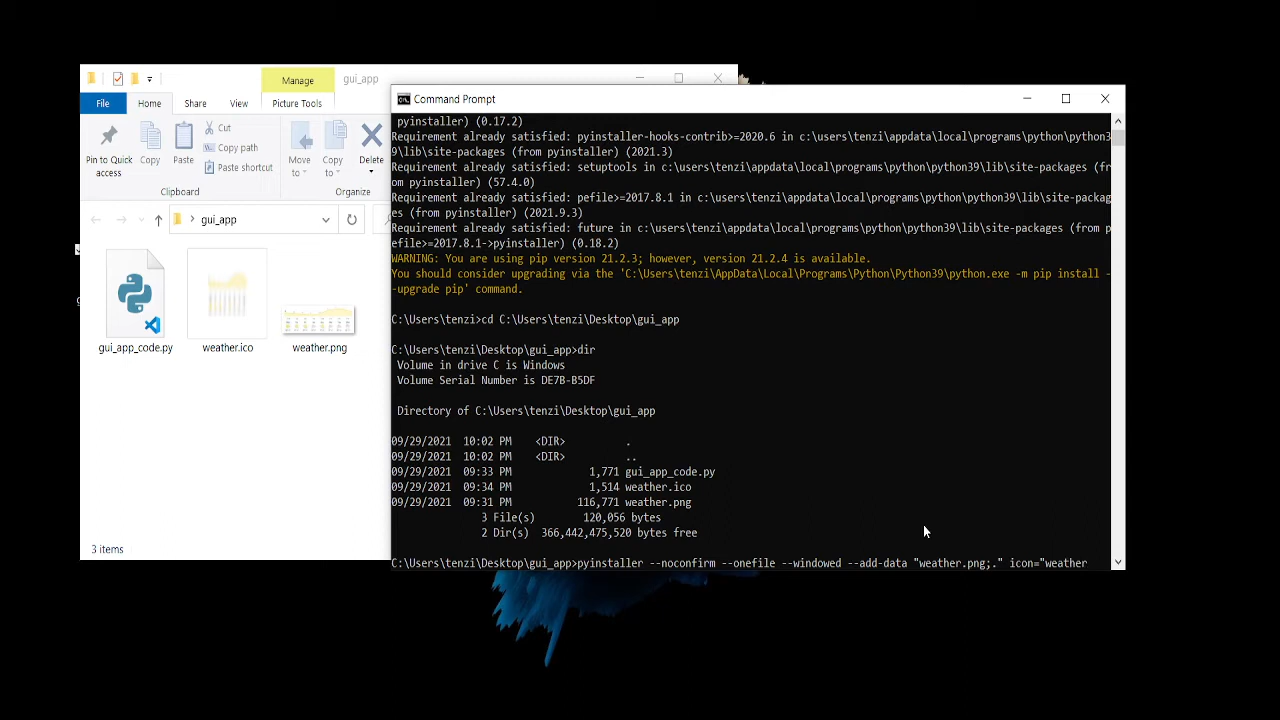 Manage
gui_app
File
Home
Share
View
Picture Tools
Pin to Quick
access
Copy
Paste
Cut
Copy path
Paste shortcut
Clipboard
Move
to
Copy
to
Delete
Organize
gui_app
gui_app_code.py
weather.ico
weather.png
3 items
Command Prompt
pyinstaller) (0.17.2)
Requirement already satisfied: pyinstaller-hooks-contrib>=2020.6 in c:\users\tenzi\appdata\local\programs\python\python3
9\lib\site-packages (from pyinstaller) (2021.3)
Requirement already satisfied: setuptools in c:\users\tenzi\appdata\local\programs\python\python39\lib\site-packages (fr
om pyinstaller) (57.4.0)
Requirement already satisfied: pefile>=2017.8.1 in c:\users\tenzi\appdata\local\programs\python\python39\lib\site-packag
es (from pyinstaller) (2021.9.3)
Requirement already satisfied: future in c:\users\tenzi\appdata\local\programs\python\python39\lib\site-packages (from p
efile>=2017.8.1->pyinstaller) (0.18.2)
WARNING: You are using pip version 21.2.3; however, version 21.2.4 is available.
You should consider upgrading via the 'C:\Users\tenzi\AppData\Local\Programs\Python\Python39\python.exe -m pip install -
-upgrade pip' command.
C:\Users\tenzi>cd C:\Users\tenzi\Desktop\gui_app
C:\Users\tenzi\Desktop\gui_app>dir
Volume in drive C is Windows
Volume Serial Number is DE7B-B5DF
Directory of C:\Users\tenzi\Desktop\gui_app
09/29/2021 10:02 PM <DIR> .
09/29/2021 10:02 PM <DIR> ..
09/29/2021 09:33 PM 1,771 gui_app_code.py
09/29/2021 09:34 PM 1,514 weather.ico
09/29/2021 09:31 PM 116,771 weather.png
3 File(s) 120,056 bytes
2 Dir(s) 366,442,475,520 bytes free
C:\Users\tenzi\Desktop\gui_app>pyinstaller --noconfirm --onefile --windowed --add-data "weather.png;." icon="weather